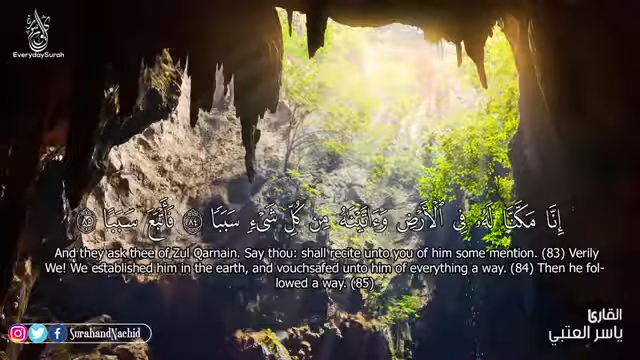 EverydaySurah
إِنَّا مَكَّنَّا لَهُۥ فِى ٱلْأَرْضِ وَءَاتَيْنَٰهُ مِن كُلِّ شَىْءٍ سَبَبًا ٨٤ فَأَتْبَعَ سَبَبًا ٨٥
And they ask thee of Zul Qarnain. Say thou: shall recite unto you of him some mention. (83) Verily
We! We established him in the earth, and vouchsafed unto him of everything a way. (84) Then he fol-
lowed a way. (85)
القارئ
ياسر العتبي
SurahandNachid